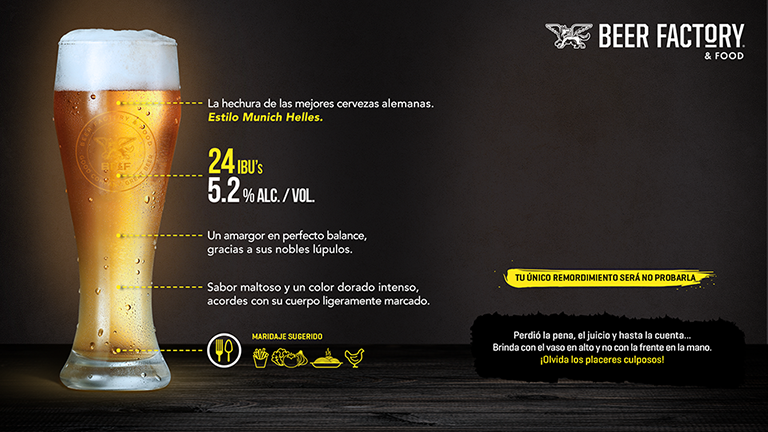 BEER FACTORY
& FOOD
La hechura de las mejores cervezas alemanas.
Estilo Munich Helles.
24 IBU's
5.2 % ALC. / VOL.
Un amargor en perfecto balance,
gracias a sus nobles lúpulos.
Sabor maltoso y un color dorado intenso,
acordes con su cuerpo ligeramente marcado.
MARIDAJE SUGERIDO
TU ÚNICO REMORDIMIENTO SERÁ NO PROBARLA
Perdió la pena, el juicio y hasta la cuenta...
Brinda con el vaso en alto y no con la frente en la mano.
¡Olvida los placeres culposos!